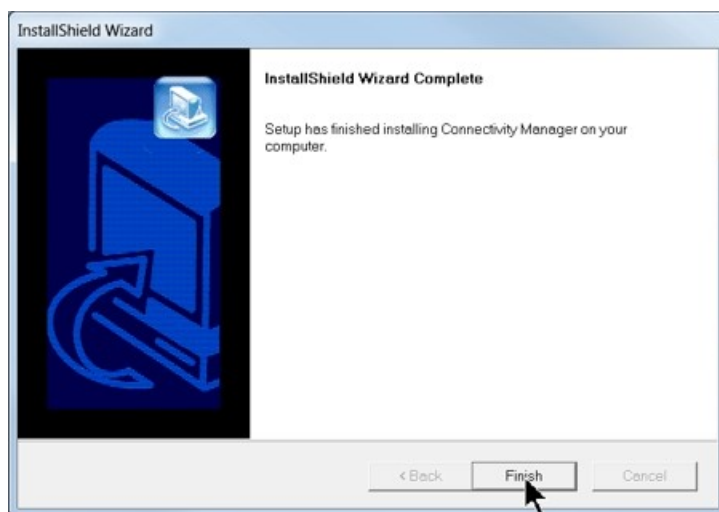 InstallShield Wizard
InstallShield Wizard Complete
Setup has finished installing Connectivity Manager on your
computer.
< Back
Finish
Cancel